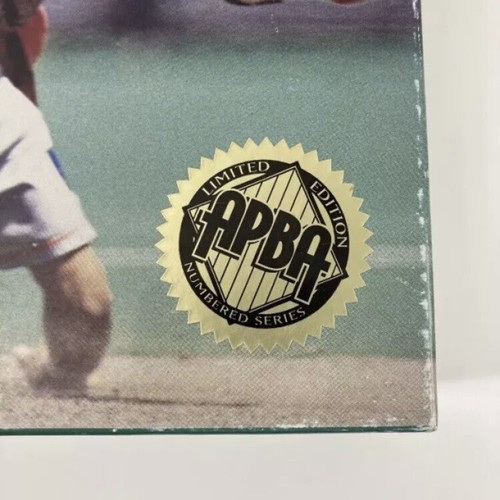 LIMITED EDITION
APBA
NUMBERED SERIES